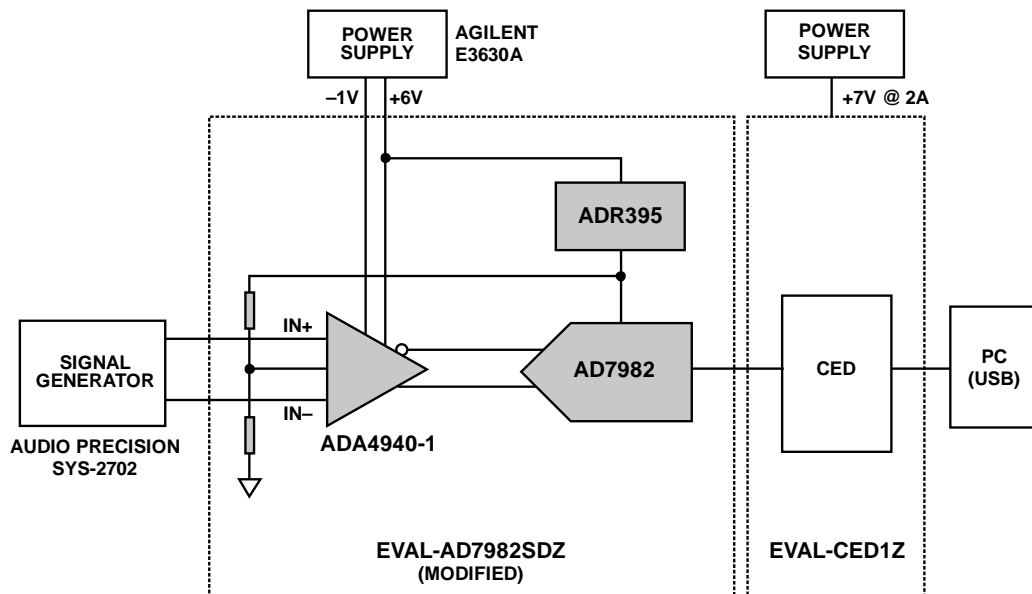 POWER
SUPPLY
AGILENT
E3630A
–1V
+6V
POWER
SUPPLY
+7V @ 2A
ADR395
IN+
SIGNAL
GENERATOR
IN–
AUDIO PRECISION
SYS-2702
ADA4940-1
AD7982
CED
PC
(USB)
EVAL-AD7982SDZ
(MODIFIED)
EVAL-CED1Z